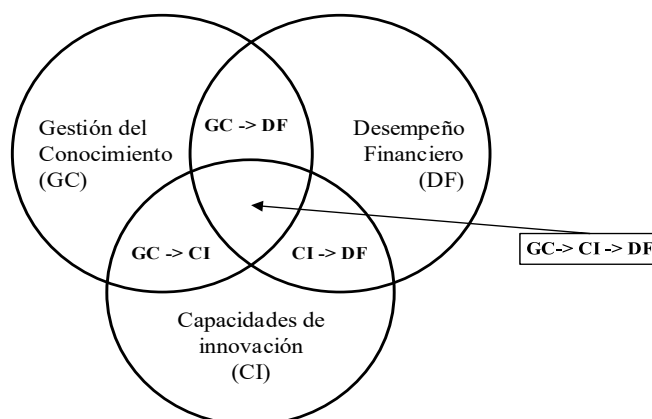 GC -> DF
Gestión del
Conocimiento
(GC)
Desempeño
Financiero
(DF)
GC -> CI
CI -> DF
GC-> CI -> DF
Capacidades de
innovación
(CI)